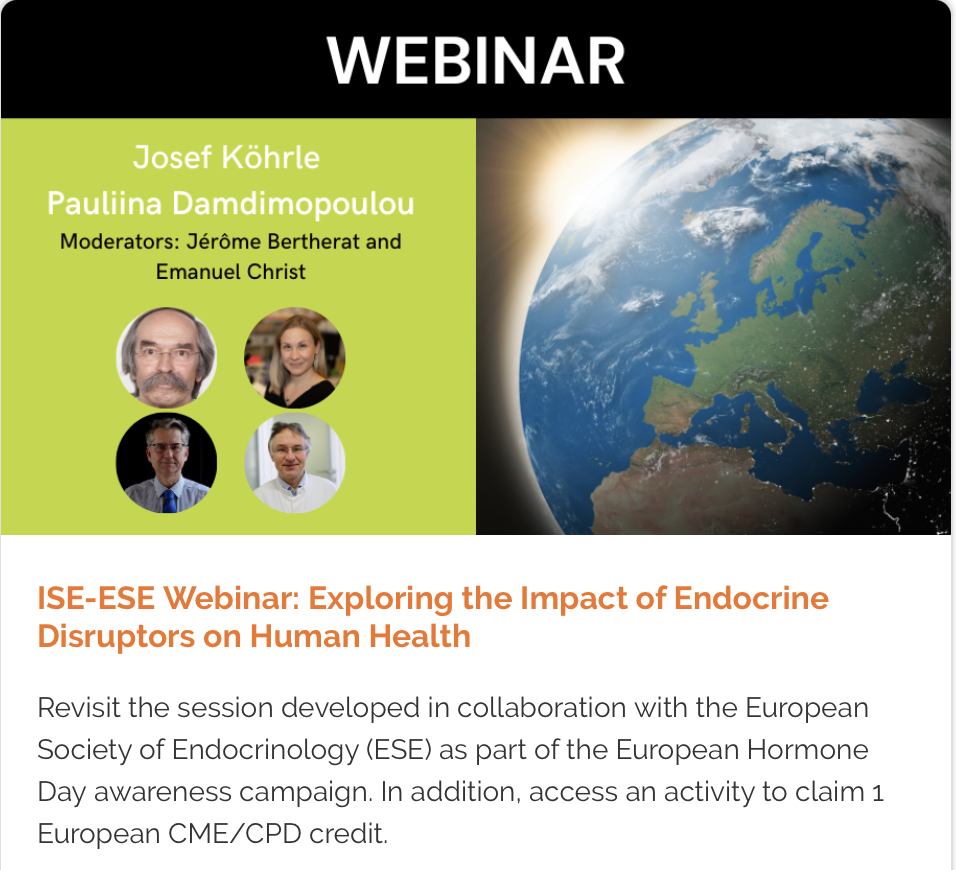 WEBINAR
Josef Köhrle
Pauliina Damdimopoulou
Moderators: Jérôme Bertherat and
Emanuel Christ
ISE-ESE Webinar: Exploring the Impact of Endocrine
Disruptors on Human Health
Revisit the session developed in collaboration with the European
Society of Endocrinology (ESE) as part of the European Hormone
Day awareness campaign. In addition, access an activity to claim 1
European CME/CPD credit.